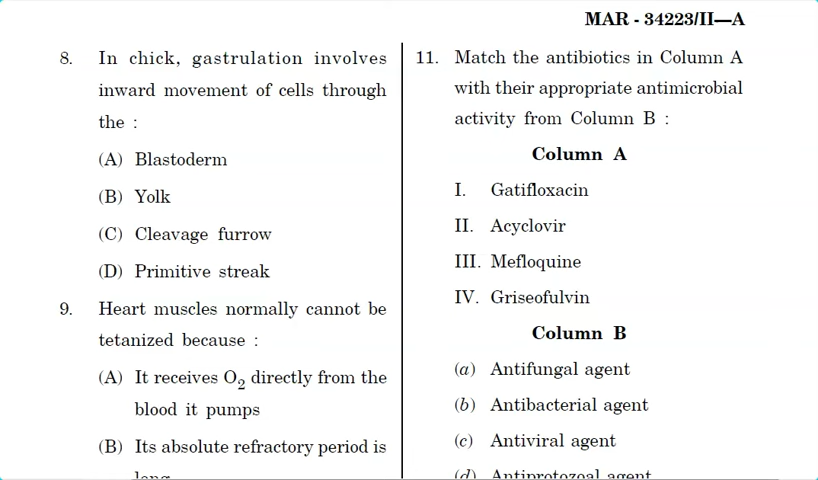 MAR - 34223/II—A
8. In chick, gastrulation involves
inward movement of cells through
the :
(A) Blastoderm
(B) Yolk
(C) Cleavage furrow
(D) Primitive streak
9. Heart muscles normally cannot be
tetanized because :
(A) It receives O2 directly from the
blood it pumps
(B) Its absolute refractory period is
long
11. Match the antibiotics in Column A
with their appropriate antimicrobial
activity from Column B :
Column A
I. Gatifloxacin
II. Acyclovir
III. Mefloquine
IV. Griseofulvin
Column B
(a) Antifungal agent
(b) Antibacterial agent
(c) Antiviral agent
(d) Antiprotozoal agent